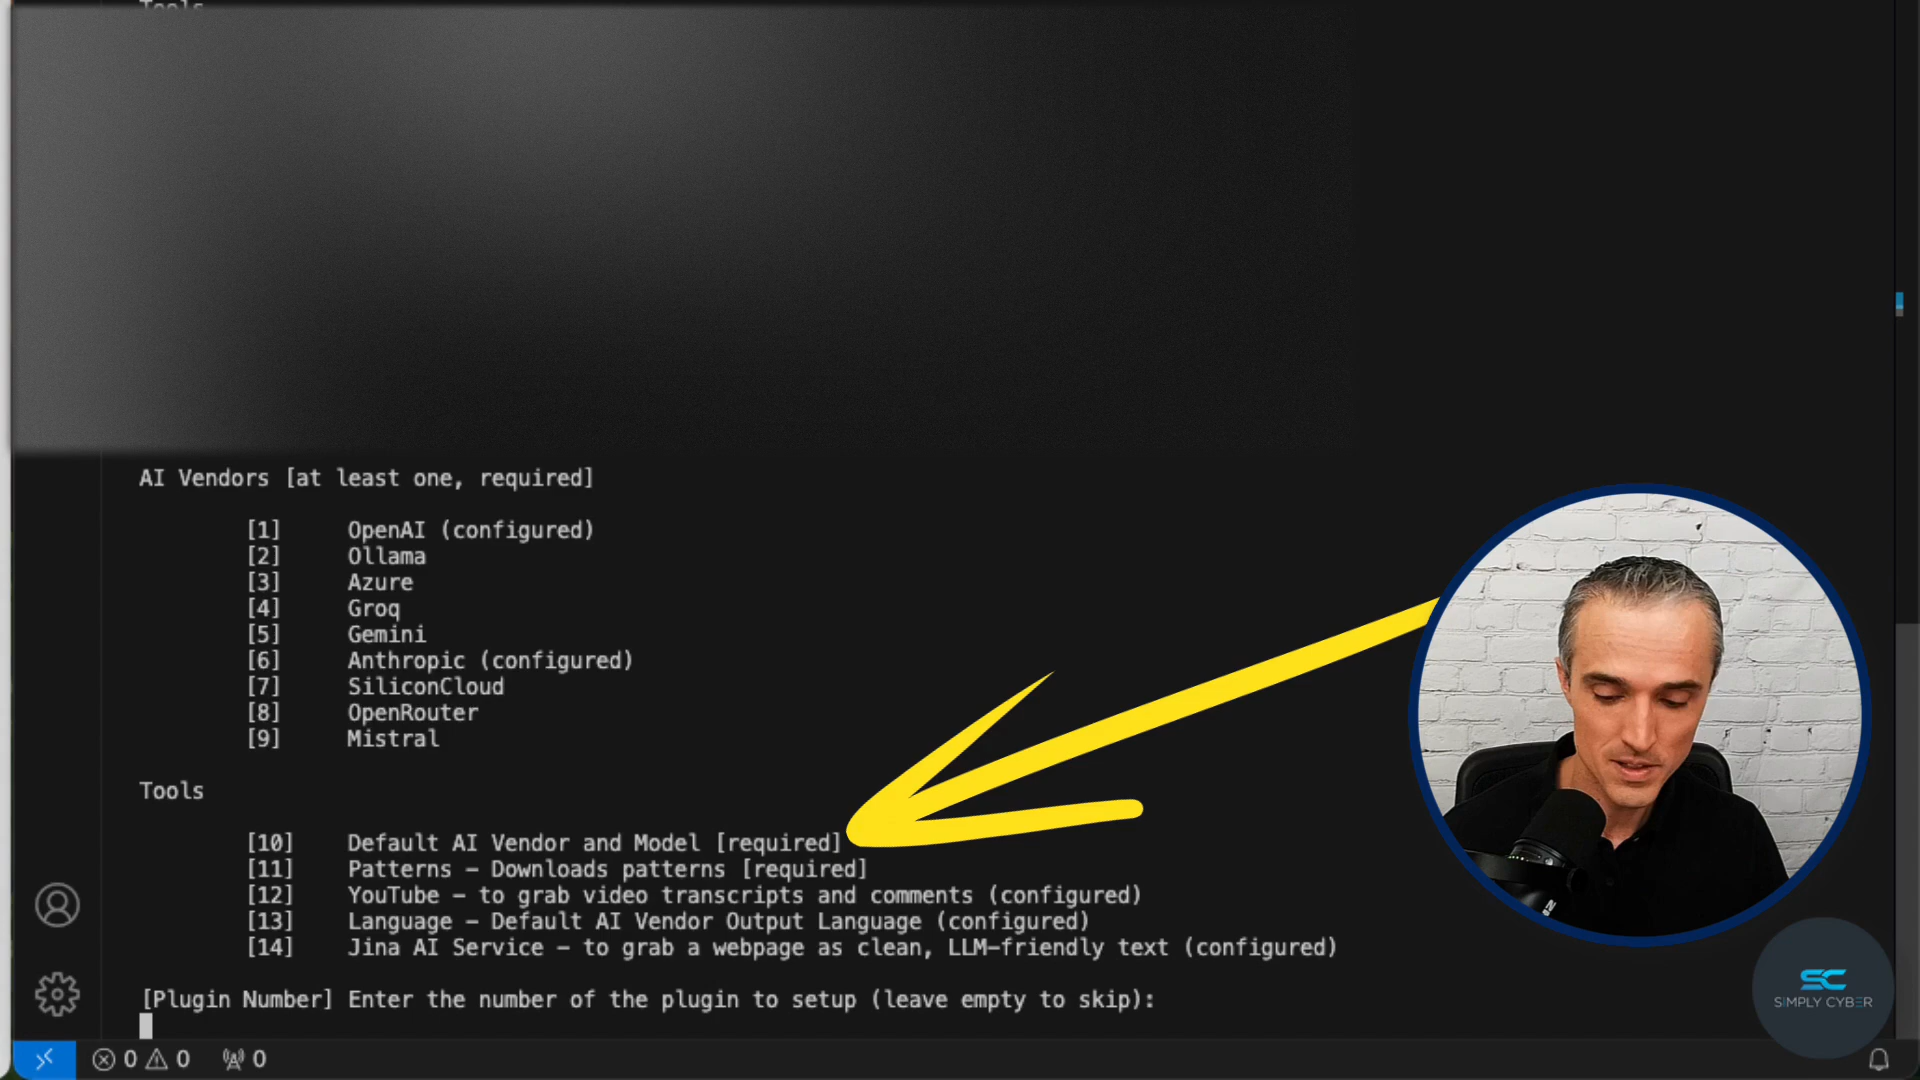 Tools
AI Vendors [at least one, required]
[1] OpenAI (configured)
[2] Ollama
[3] Azure
[4] Groq
[5] Gemini
[6] Anthropic (configured)
[7] SiliconCloud
[8] OpenRouter
[9] Mistral
Tools
[10] Default AI Vendor and Model [required]
[11] Patterns – Downloads patterns [required]
[12] YouTube – to grab video transcripts and comments (configured)
[13] Language – Default AI Vendor Output Language (configured)
[14] Jina AI Service – to grab a webpage as clean, LLM-friendly text (configured)
[Plugin Number] Enter the number of the plugin to setup (leave empty to skip):
SC
SIMPLY CYBER
0 0 0